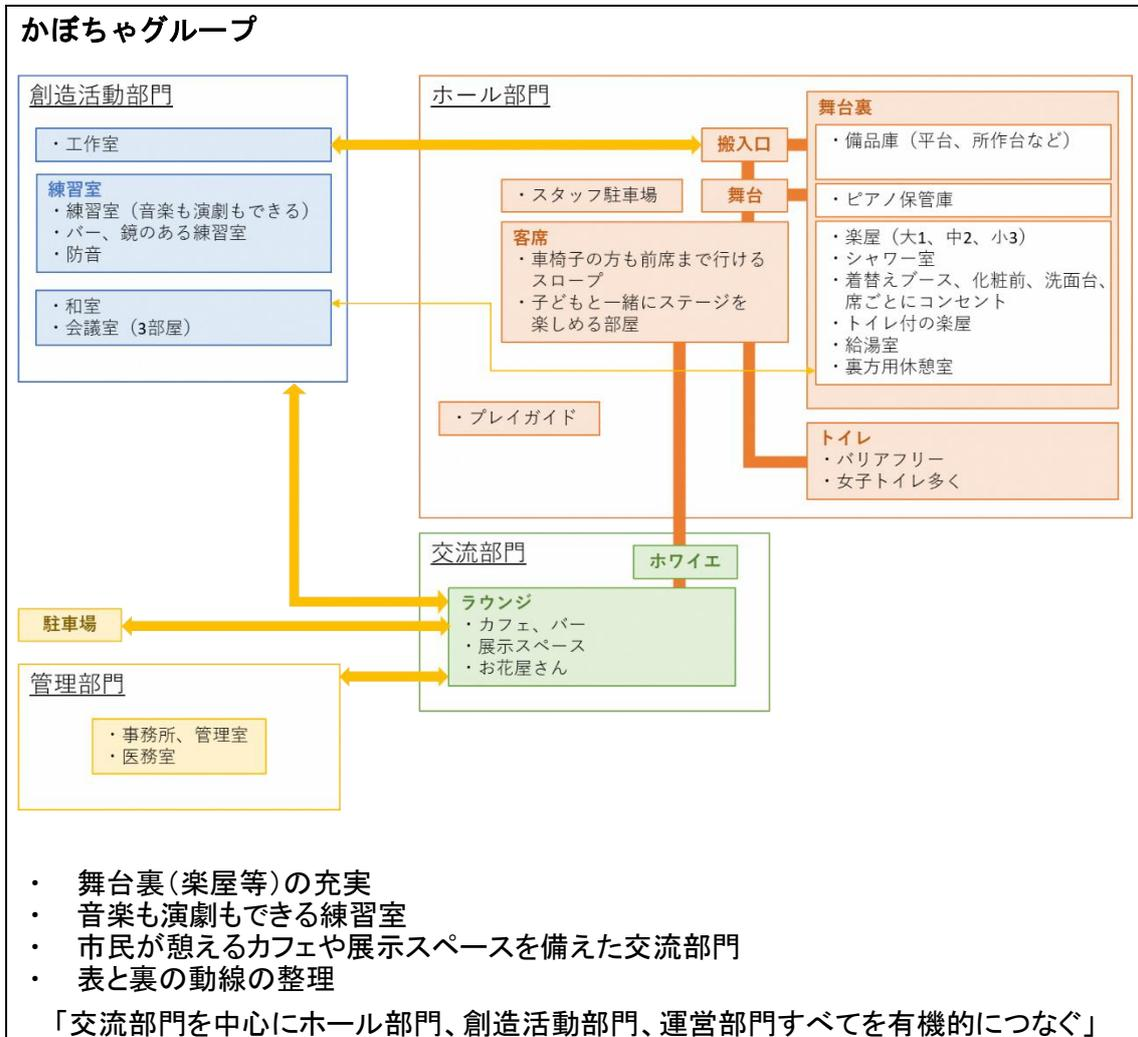 かぼちゃグループ
創造活動部門
・工作室
練習室
・練習室（音楽も演劇もできる）
・バー、鏡のある練習室
・防音
・和室
・会議室（3部屋）
ホール部門
搬入口
・スタッフ駐車場
舞台
客席
・車椅子の方も前席まで行ける
スロープ
・子どもと一緒にステージを
楽しめる部屋
・プレイガイド
舞台裏
・備品庫（平台、所作台など）
・ピアノ保管庫
・楽屋（大1、中2、小3）
・シャワー室
・着替えブース、化粧前、洗面台、
席ごとにコンセント
・トイレ付の楽屋
・給湯室
・裏方用休憩室
トイレ
・バリアフリー
・女子トイレ多く
交流部門
ホワイエ
ラウンジ
・カフェ、バー
・展示スペース
・お花屋さん
駐車場
管理部門
・事務所、管理室
・医務室
・ 舞台裏（楽屋等）の充実
・ 音楽も演劇もできる練習室
・ 市民が憩えるカフェや展示スペースを備えた交流部門
・ 表と裏の動線の整理
「交流部門を中心にホール部門、創造活動部門、運営部門すべてを有機的につなぐ」